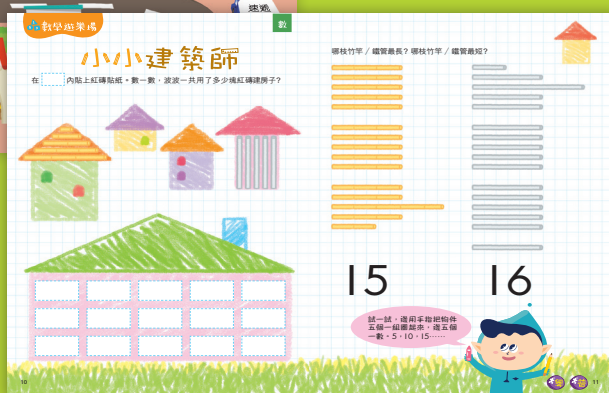 速遞
數學遊樂場
數
小小建築師
在 內貼上紅磚貼紙。數一數，波波一共用了多少塊紅磚建房子？
哪枝竹竿／鐵管最長？哪枝竹竿／鐵管最短？
15
16
試一試，邊用手指把物件
五個一組圈起來，邊五個
一數。5，10，15……
10
11